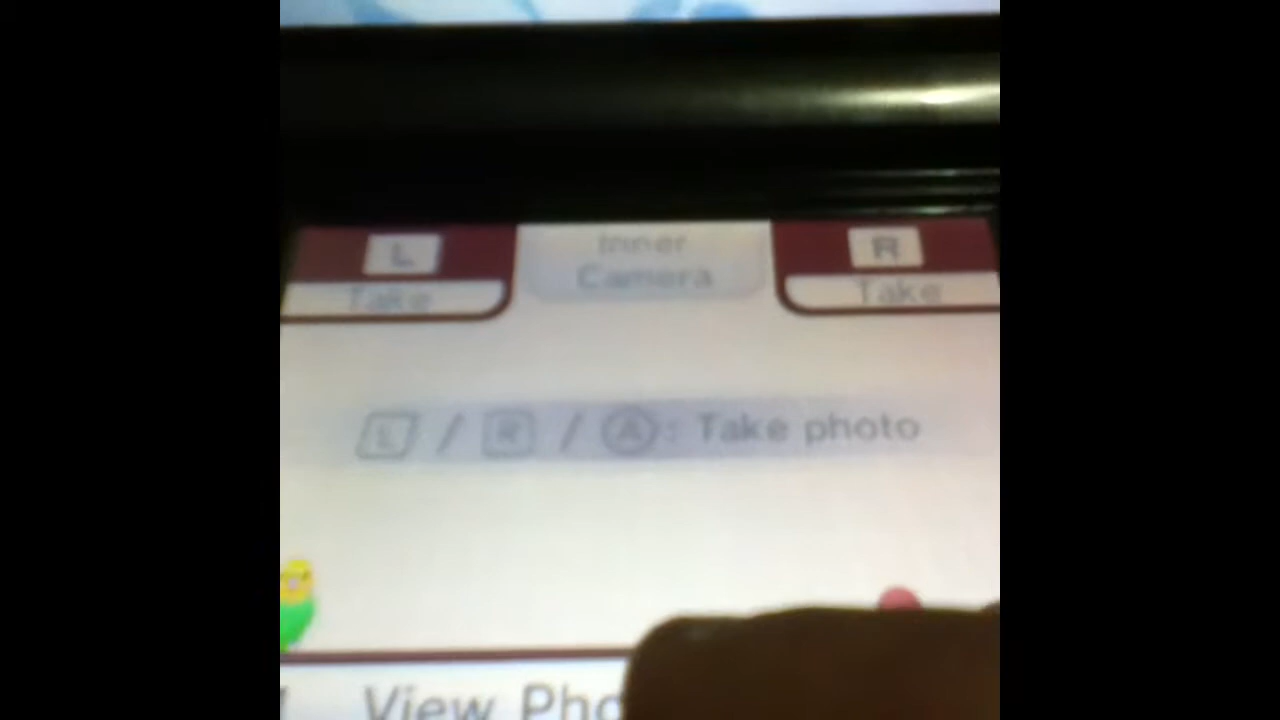 L
Take
Inner
Camera
R
Take
L / R / A: Take photo
View Pho